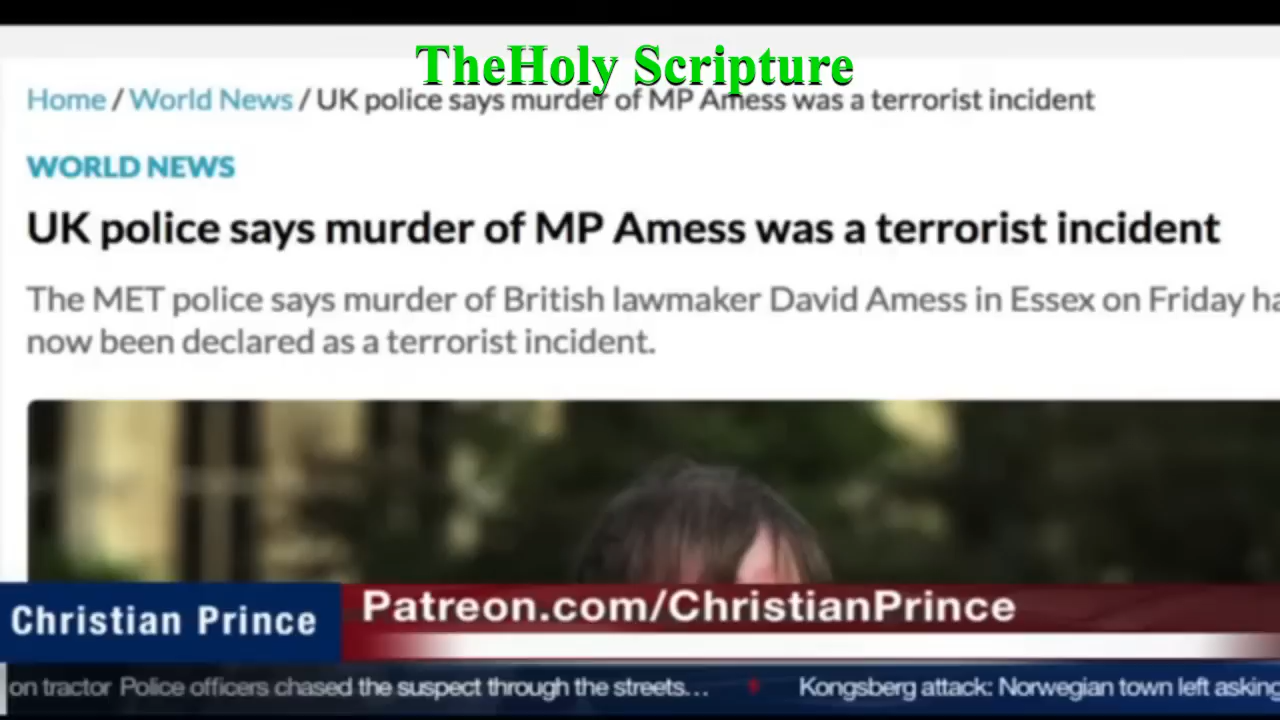 TheHoly Scripture
Home / World News / UK police says murder of MP Amess was a terrorist incident
WORLD NEWS
UK police says murder of MP Amess was a terrorist incident
The MET police says murder of British lawmaker David Amess in Essex on Friday ha
now been declared as a terrorist incident.
Christian Prince
Patreon.com/ChristianPrince
on tractor Police officers chased the suspect through the streets... Kongsberg attack: Norwegian town left asking